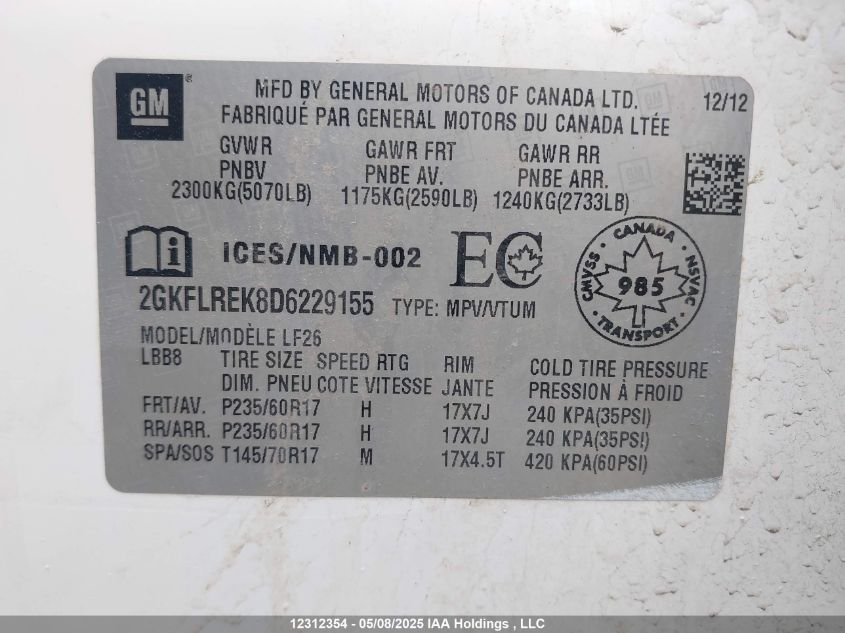 GM ®
MFD BY GENERAL MOTORS OF CANADA LTD. 12/12
FABRIQUÉ PAR GENERAL MOTORS DU CANADA LTÉE
GVWR GAWR FRT GAWR RR
PNBV PNBE AV. PNBE ARR.
2300KG(5070LB) 1175KG(2590LB) 1240KG(2733LB)
i ICES/NMB-002 EC
CANADA
CMVSS 985 NSVAC
TRANSPORT
2GKFLREK8D6229155 TYPE: MPV/VTUM
MODEL/MODÈLE LF26
LBB8 TIRE SIZE SPEED RTG RIM COLD TIRE PRESSURE
DIM. PNEU COTE VITESSE JANTE PRESSION À FROID
FRT/AV. P235/60R17 H 17X7J 240 KPA(35PSI)
RR/ARR. P235/60R17 H 17X7J 240 KPA(35PSI)
SPA/SOS T145/70R17 M 17X4.5T 420 KPA(60PSI)
12312354 - 05/08/2025 IAA Holdings , LLC